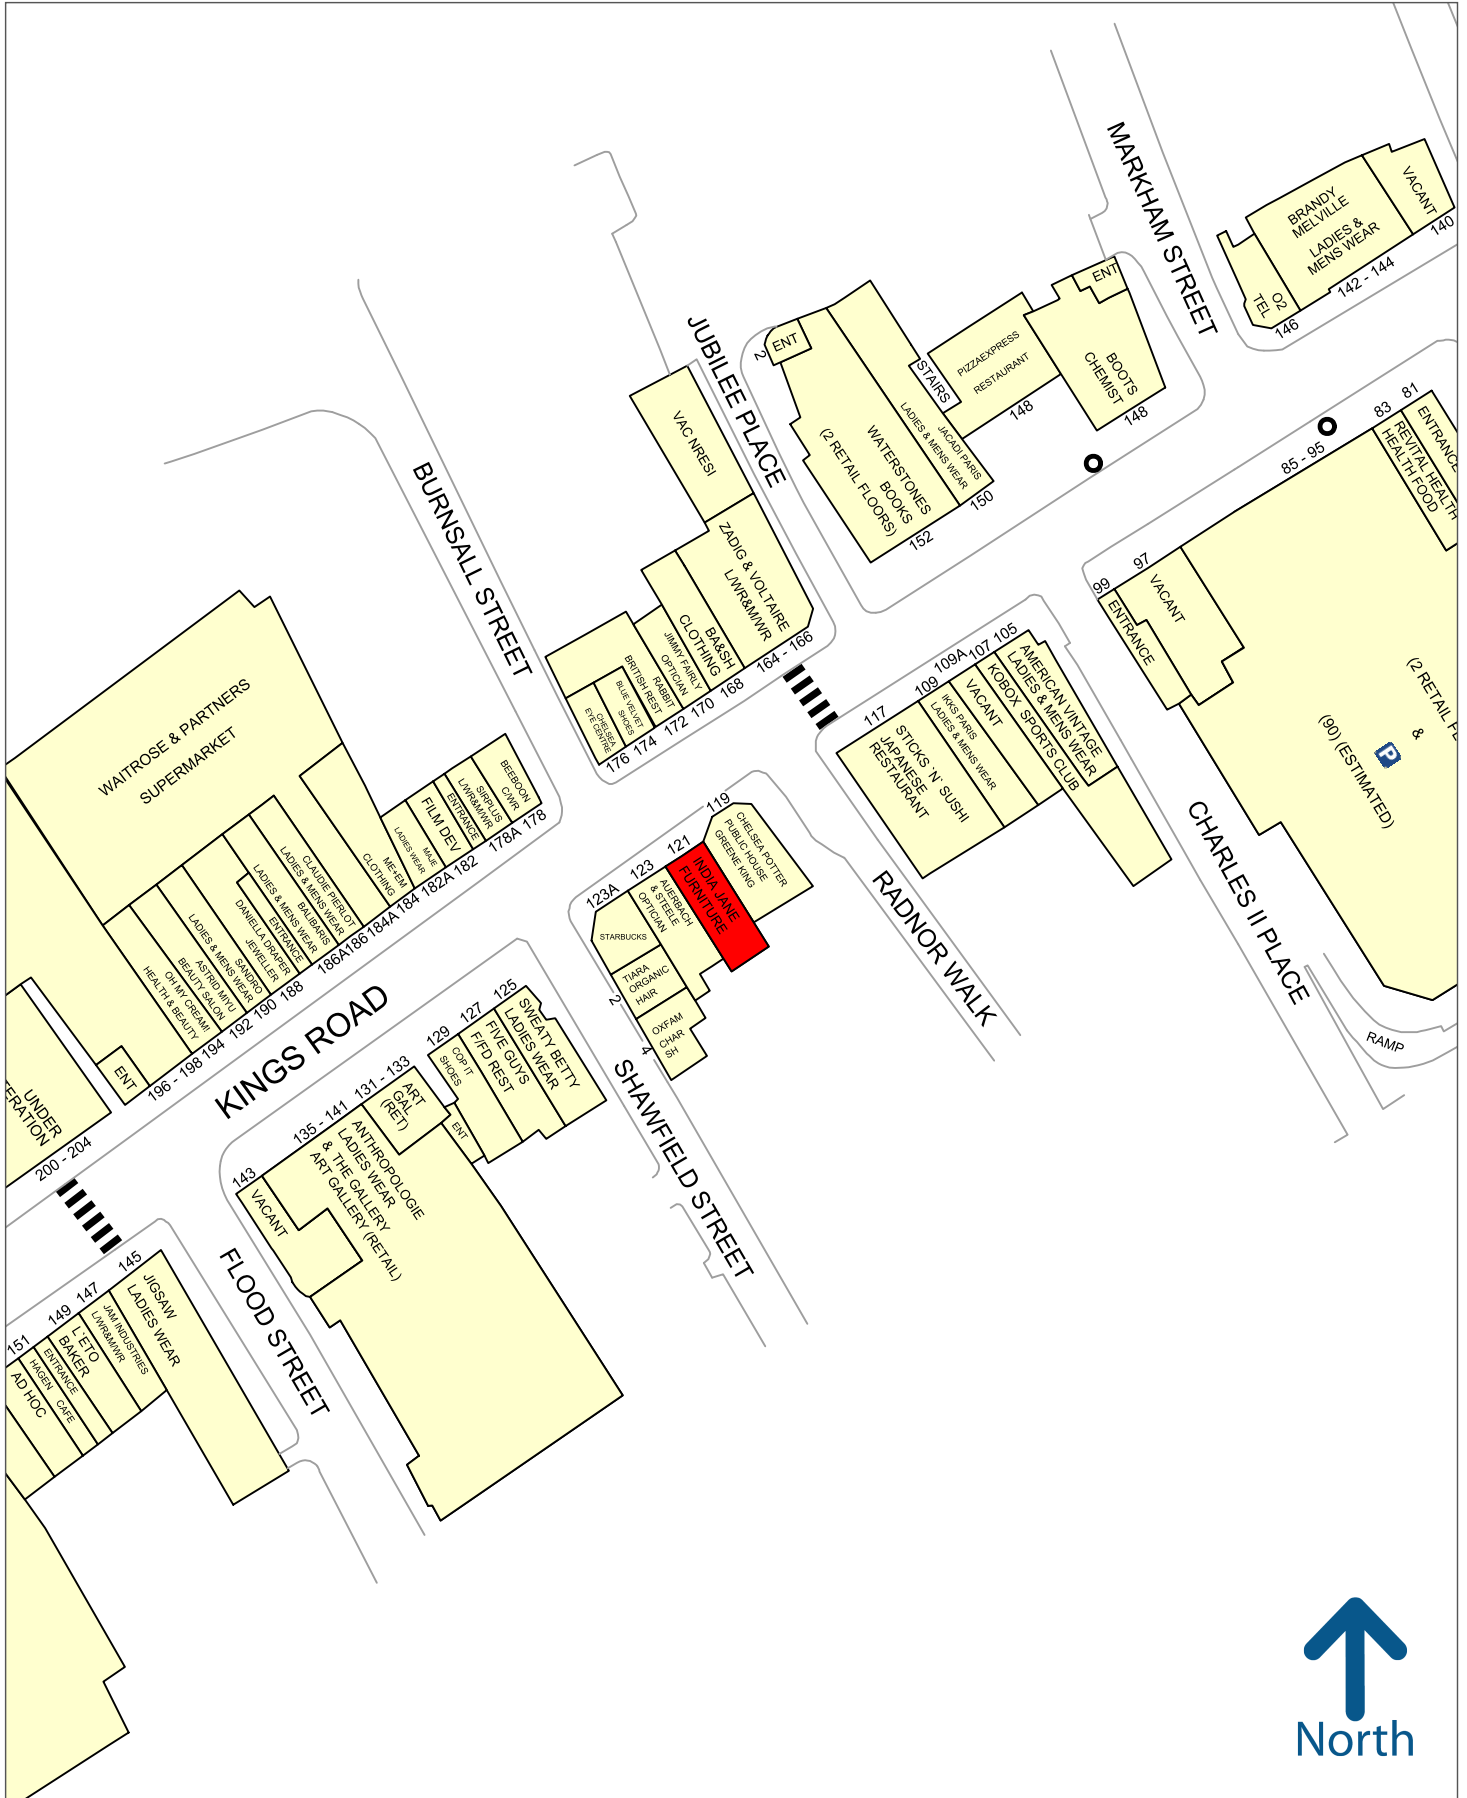 MARKHAM STREET
BRANDY
MELVILLE
LADIES &
MENS WEAR
142 - 144
VACANT
140
O2
TEL
146
JUBILEE PLACE
2
ENT
WATERSTONES
BOOKS
(2 RETAIL FLOORS)
152
JACADI PARIS
LADIES & MENS WEAR
150
STAIRS
PIZZAEXPRESS
RESTAURANT
148
ENT
BOOTS
CHEMIST
148
81
ENTRANCE
83
REVITAL HEALTH
HEALTH FOOD
85 - 95
(2 RETAIL FL
&
(90) (ESTIMATED)
P
97
VACANT
99
ENTRANCE
BURNSALL STREET
VAC NRESI
ZADIG & VOLTAIRE
L/WR&M/WR
164 - 166
BA&SH
CLOTHING
168
JIMMY FAIRLY
OPTICIAN
170
RABBIT
BRITISH REST
172
BLUE VELVET
SHOES
174
CHELSEA
EYE CENTRE
176
105
AMERICAN VINTAGE
LADIES & MENS WEAR
107
KOBOX SPORTS CLUB
109A
VACANT
109
IKKS PARIS
LADIES & MENS WEAR
117
STICKS `N` SUSHI
JAPANESE
RESTAURANT
CHARLES II PLACE
RAMP
RADNOR WALK
WAITROSE & PARTNERS
SUPERMARKET
BEEBOON
C/WR
178
SIRPLUS
L/WR&M/WR
178A
ENTRANCE
FILM DEV
182
MAJE
LADIES WEAR
182A
ME+EM
CLOTHING
184
184A
CLAUDIE PIERLOT
LADIES & MENS WEAR
186
BALIBARIS
LADIES & MENS WEAR
186A
ENTRANCE
DANIELLA DRAPER
JEWELLER
188
SANDRO
LADIES & MENS WEAR
190
ASTRID MIYU
BEAUTY SALON
192
OH MY CREAM!
HEALTH & BEAUTY
194
196 - 198
ENT
UNDER
TERATION
200 - 204
KINGS ROAD
119
CHELSEA POTTER
PUBLIC HOUSE
GREENE KING
121
INDIA JANE
FURNITURE
123
AUERBACH
& STEELE
OPTICIAN
123A
STARBUCKS
TIARA
ORGANIC
HAIR
2
OXFAM
CHAR
SH
4
SHAWFIELD STREET
125
SWEATY BETTY
LADIES WEAR
127
FIVE GUYS
F/FD REST
129
COP IT
SHOES
ENT
131 - 133
ART
GAL
(RET)
135 - 141
ANTHROPOLOGIE
LADIES WEAR
& THE GALLERY
ART GALLERY (RETAIL)
143
VACANT
FLOOD STREET
145
JIGSAW
LADIES WEAR
147
JAM INDUSTRIES
L/WR&M/WR
149
L`ETO
BAKER
ENTRANCE
HAGEN CAFE
151
AD HOC
North